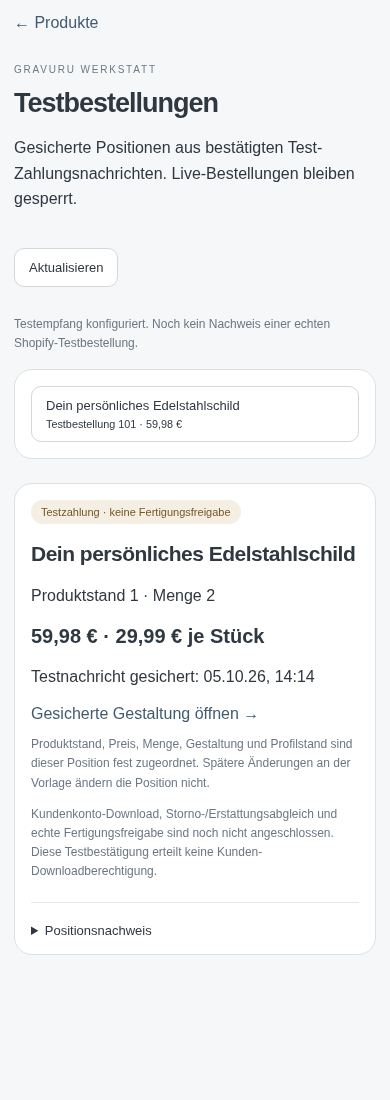 ← Produkte
GRAVURU WERKSTATT
Testbestellungen
Gesicherte Positionen aus bestätigten Test-
Zahlungsnachrichten. Live-Bestellungen bleiben
gesperrt.
Aktualisieren
Testempfang konfiguriert. Noch kein Nachweis einer echten
Shopify-Testbestellung.
Dein persönliches Edelstahlschild
Testbestellung 101 · 59,98 €
Testzahlung · keine Fertigungsfreigabe
Dein persönliches Edelstahlschild
Produktstand 1 · Menge 2
59,98 € · 29,99 € je Stück
Testnachricht gesichert: 05.10.26, 14:14
Gesicherte Gestaltung öffnen →
Produktstand, Preis, Menge, Gestaltung und Profilstand sind
dieser Position fest zugeordnet. Spätere Änderungen an der
Vorlage ändern die Position nicht.
Kundenkonto-Download, Storno-/Erstattungsabgleich und
echte Fertigungsfreigabe sind noch nicht angeschlossen.
Diese Testbestätigung erteilt keine Kunden-
Downloadberechtigung.
▶ Positionsnachweis